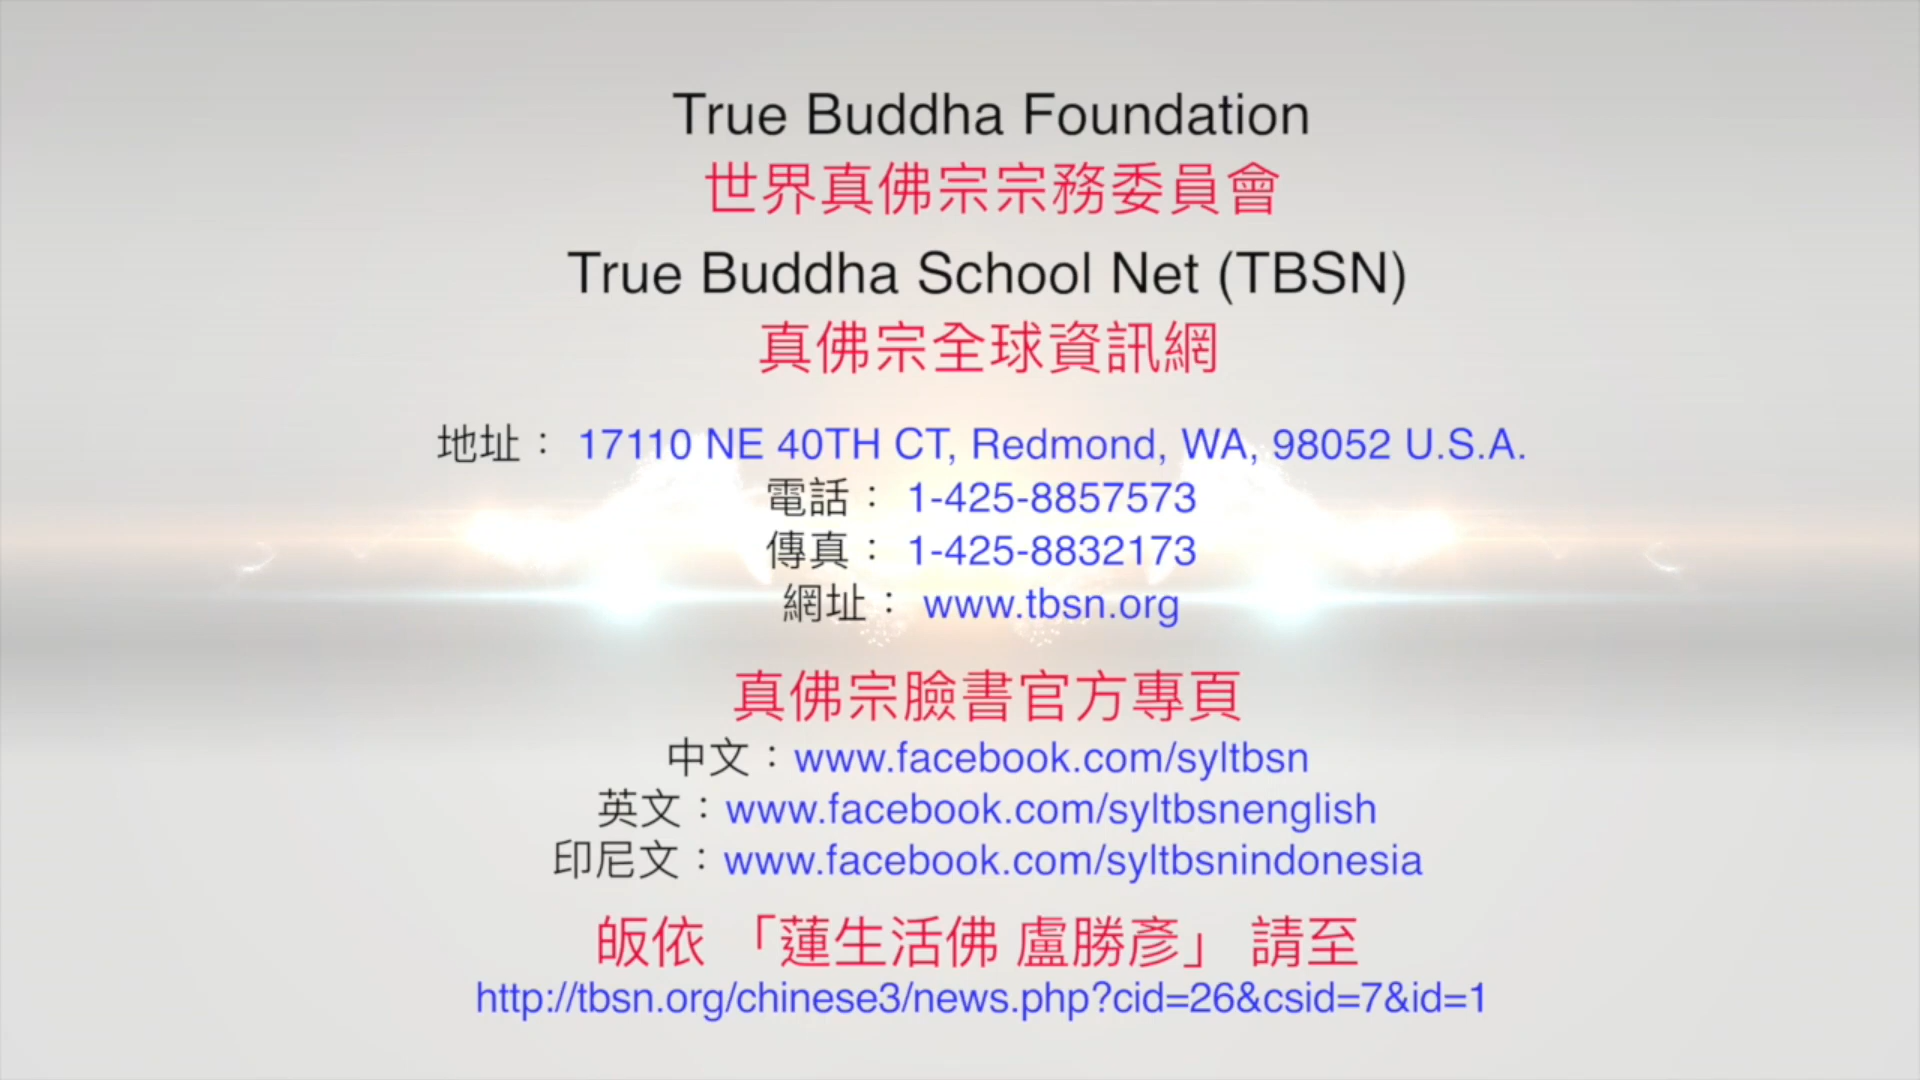 True Buddha Foundation
世界真佛宗宗務委員會
True Buddha School Net (TBSN)
真佛宗全球資訊網
地址： 17110 NE 40TH CT, Redmond, WA, 98052 U.S.A.
電話： 1-425-8857573
傳真： 1-425-8832173
網址： www.tbsn.org
真佛宗臉書官方專頁
中文：www.facebook.com/syltbsn
英文：www.facebook.com/syltbsnenglish
印尼文：www.facebook.com/syltbsnindonesia
皈依 「蓮生活佛 盧勝彥」 請至
http://tbsn.org/chinese3/news.php?cid=26&csid=7&id=1